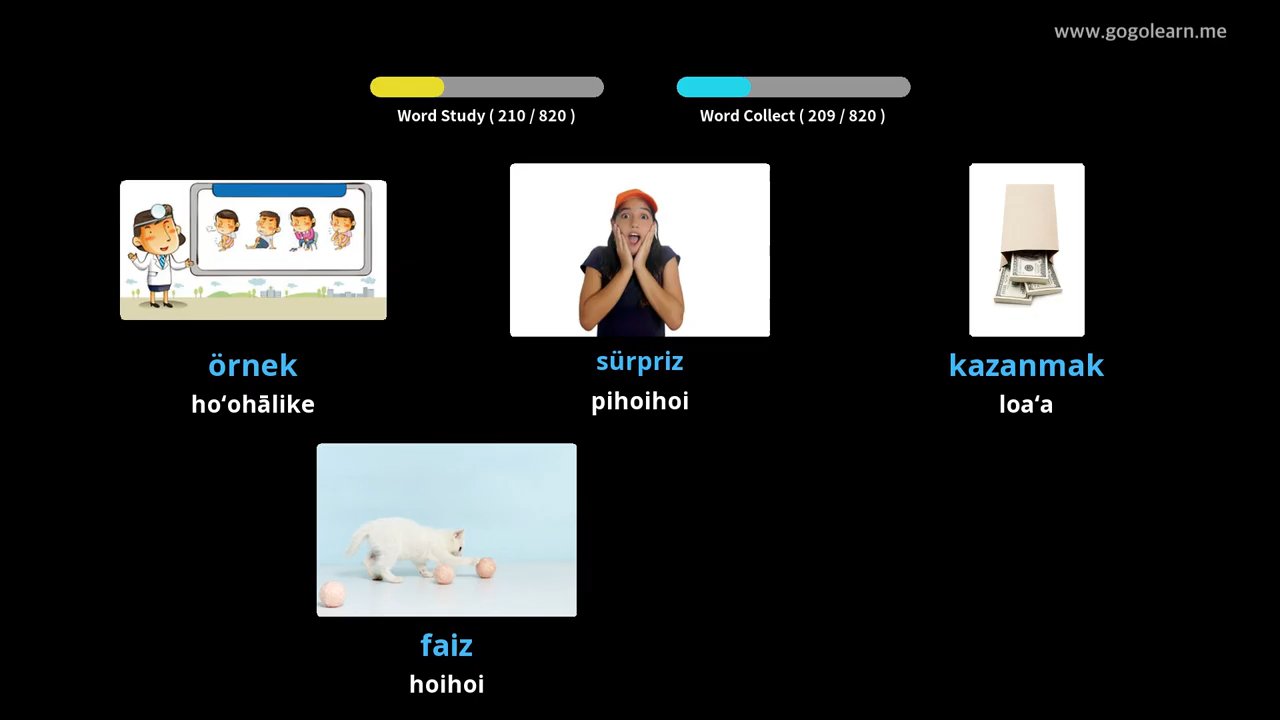 www.gogolearn.me
Word Study ( 210 / 820 )
Word Collect ( 209 / 820 )
örnek
hoʻohālike
sürpriz
pihoihoi
kazanmak
loaʻa
faiz
hoihoi